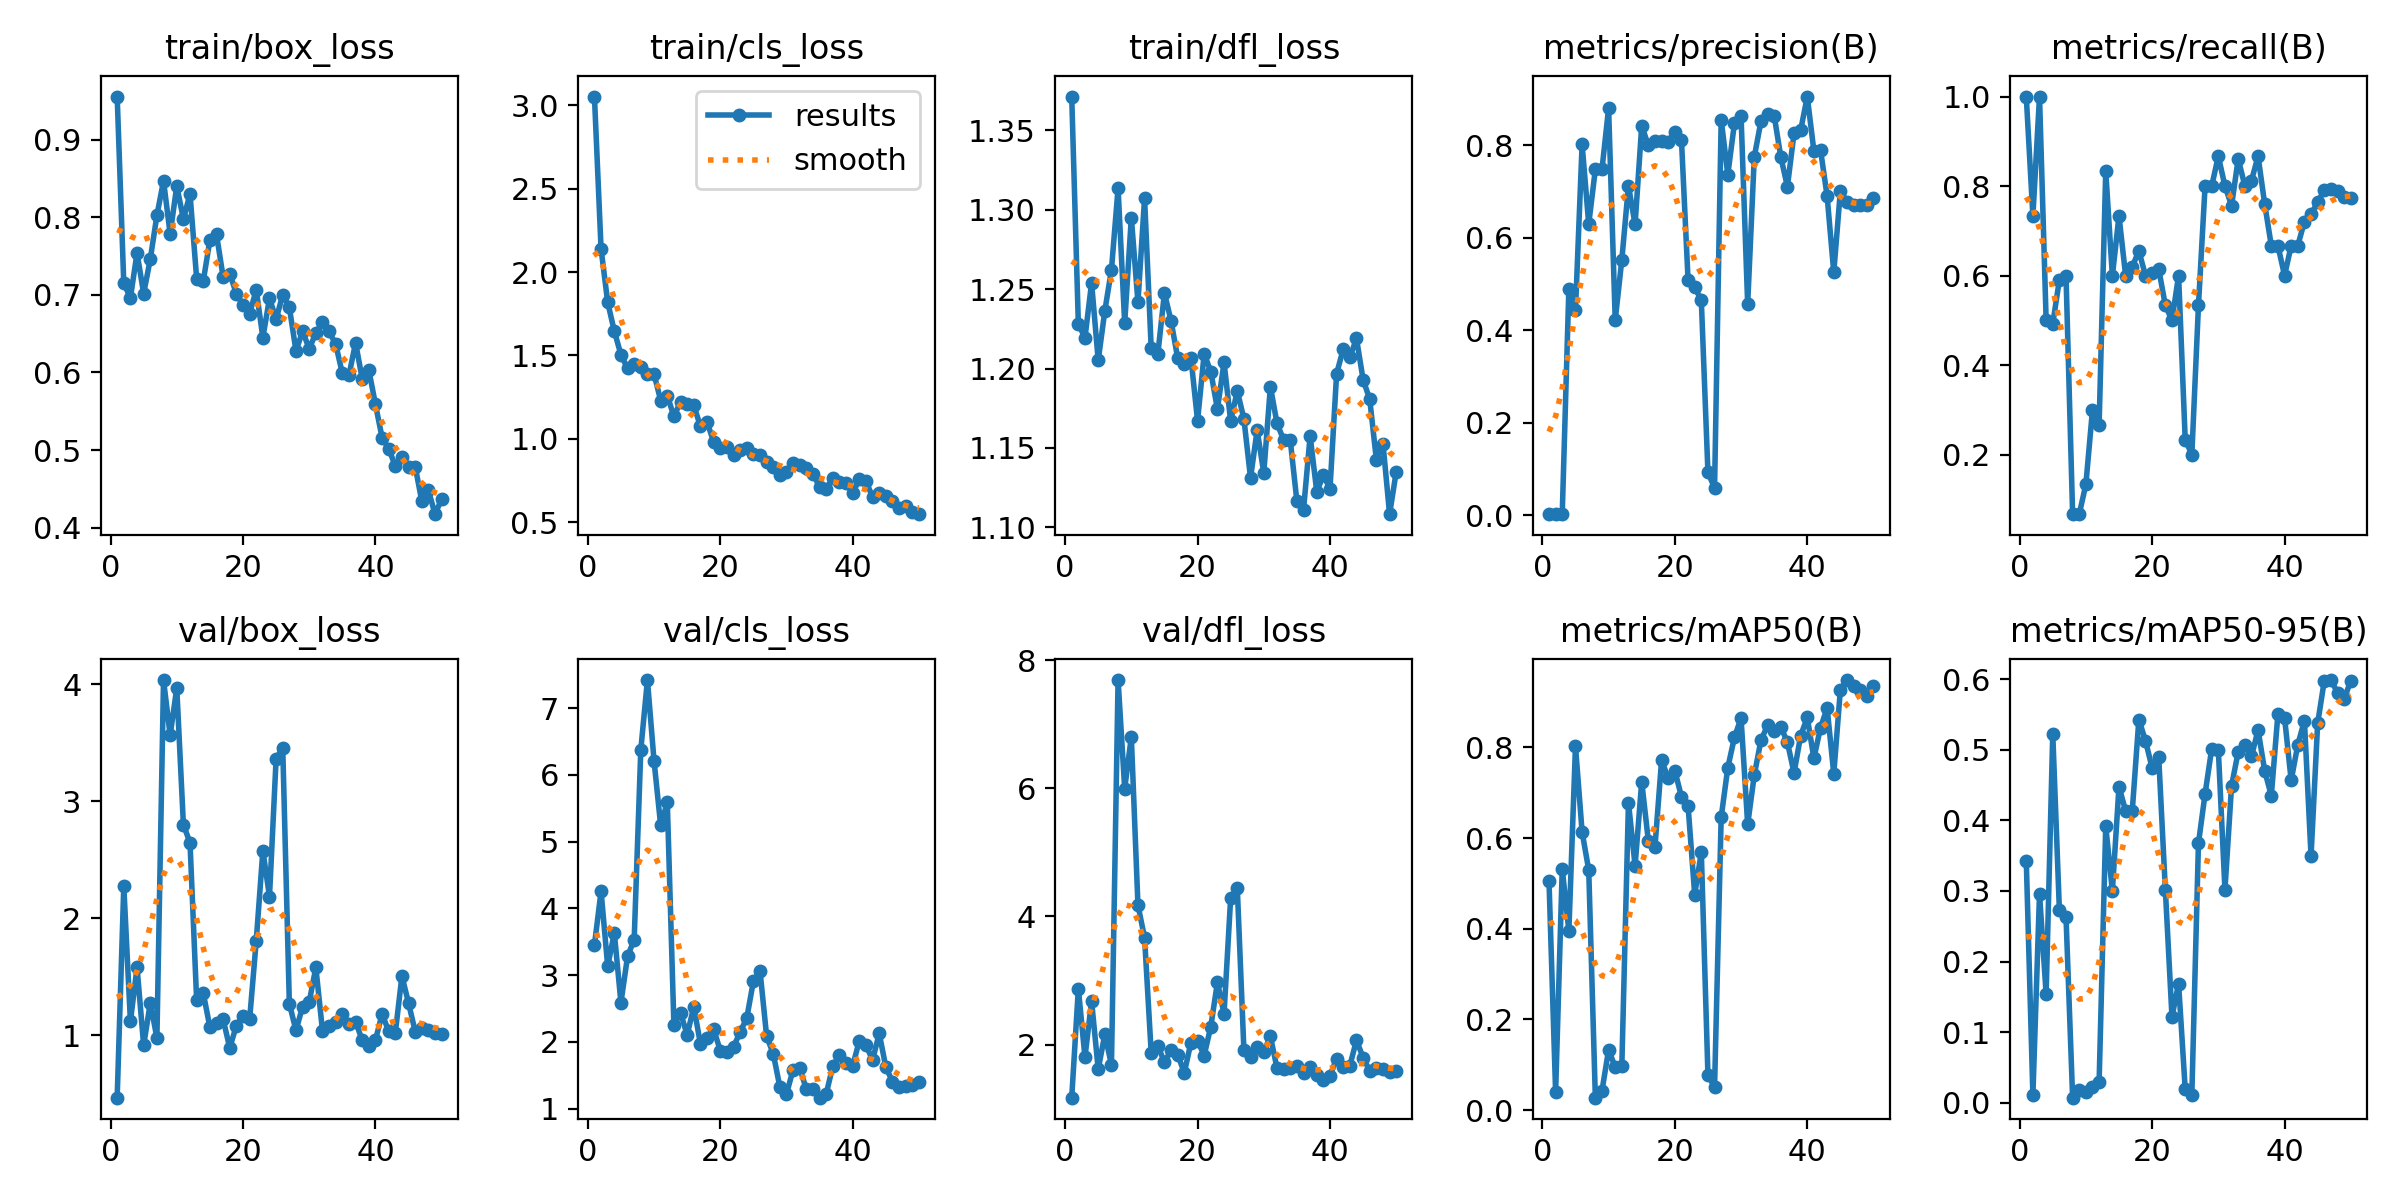 train/box_loss
train/cls_loss
train/dfl_loss
metrics/precision(B)
metrics/recall(B)
0.9
0.8
0.7
0.6
0.5
0.4
0 20 40
3.0
2.5
2.0
1.5
1.0
0.5
results
smooth
0 20 40
1.35
1.30
1.25
1.20
1.15
1.10
0 20 40
0.8
0.6
0.4
0.2
0.0
0 20 40
1.0
0.8
0.6
0.4
0.2
0 20 40
val/box_loss
val/cls_loss
val/dfl_loss
metrics/mAP50(B)
metrics/mAP50-95(B)
4
3
2
1
0 20 40
7
6
5
4
3
2
1
0 20 40
8
6
4
2
0 20 40
0.8
0.6
0.4
0.2
0.0
0 20 40
0.6
0.5
0.4
0.3
0.2
0.1
0.0
0 20 40